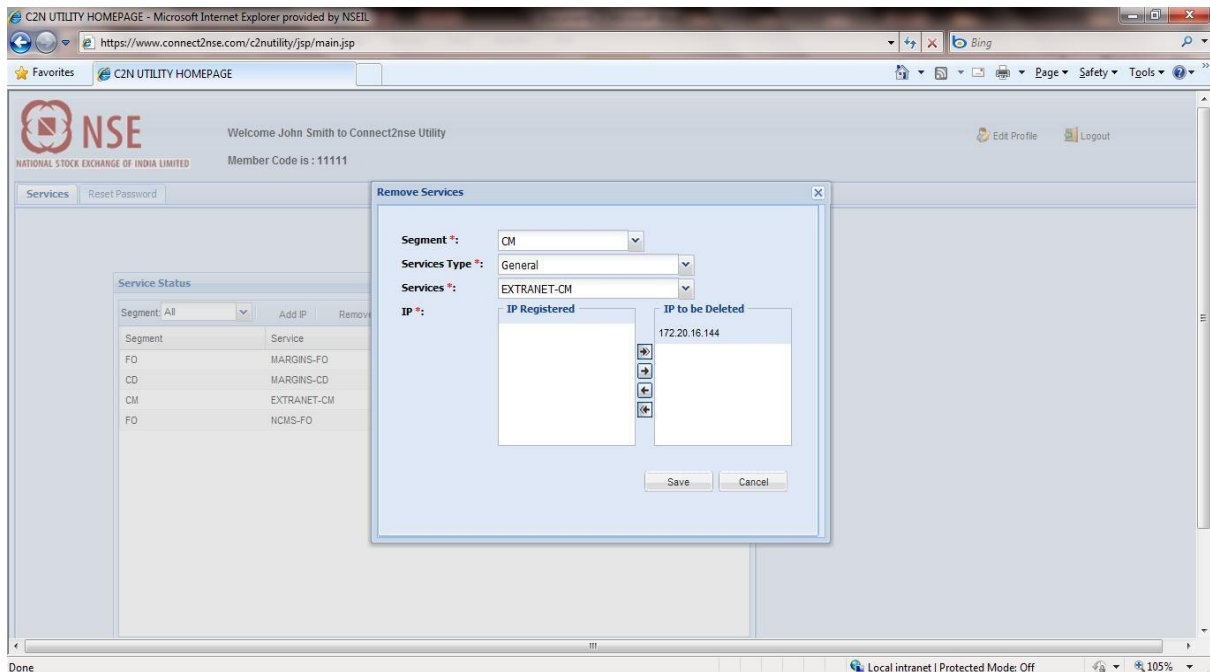 C2N UTILITY HOMEPAGE - Microsoft Internet Explorer provided by NSEIL
https://www.connect2nse.com/c2nutility/jsp/main.jsp
Bing
Favorites
C2N UTILITY HOMEPAGE
Page Safety Tools
NSE
NATIONAL STOCK EXCHANGE OF INDIA LIMITED
Welcome John Smith to Connect2nse Utility
Member Code is : 11111
Edit Profile
Logout
Services Reset Password
Remove Services
Segment *: CM
Services Type *: General
Services *: EXTRANET-CM
IP *:
IP Registered
IP to be Deleted
172.20.16.144
Save Cancel
Service Status
Segment: All Add IP Remove
Segment Service
FO MARGINS-FO
CD MARGINS-CD
CM EXTRANET-CM
FO NCMS-FO
Done
Local intranet | Protected Mode: Off
105%